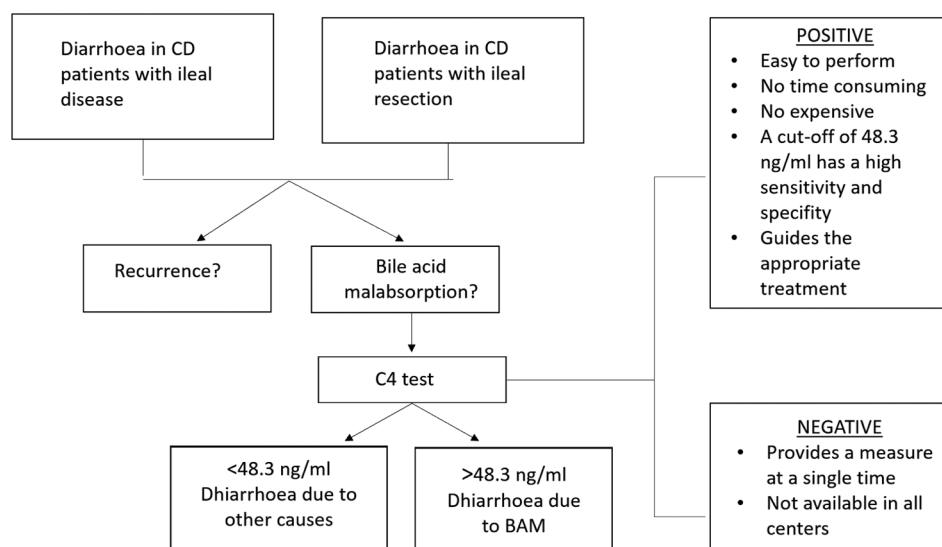 Diarrhoea in CD
patients with ileal
disease
Diarrhoea in CD
patients with ileal
resection
Recurrence?
Bile acid
malabsorption?
C4 test
<48.3 ng/ml
Dhiarrhoea due to
other causes
>48.3 ng/ml
Dhiarrhoea due
to BAM
POSITIVE
• Easy to perform
• No time consuming
• No expensive
• A cut-off of 48.3
ng/ml has a high
sensitivity and
specifity
• Guides the
appropriate
treatment
NEGATIVE
• Provides a measure
at a single time
• Not available in all
centers